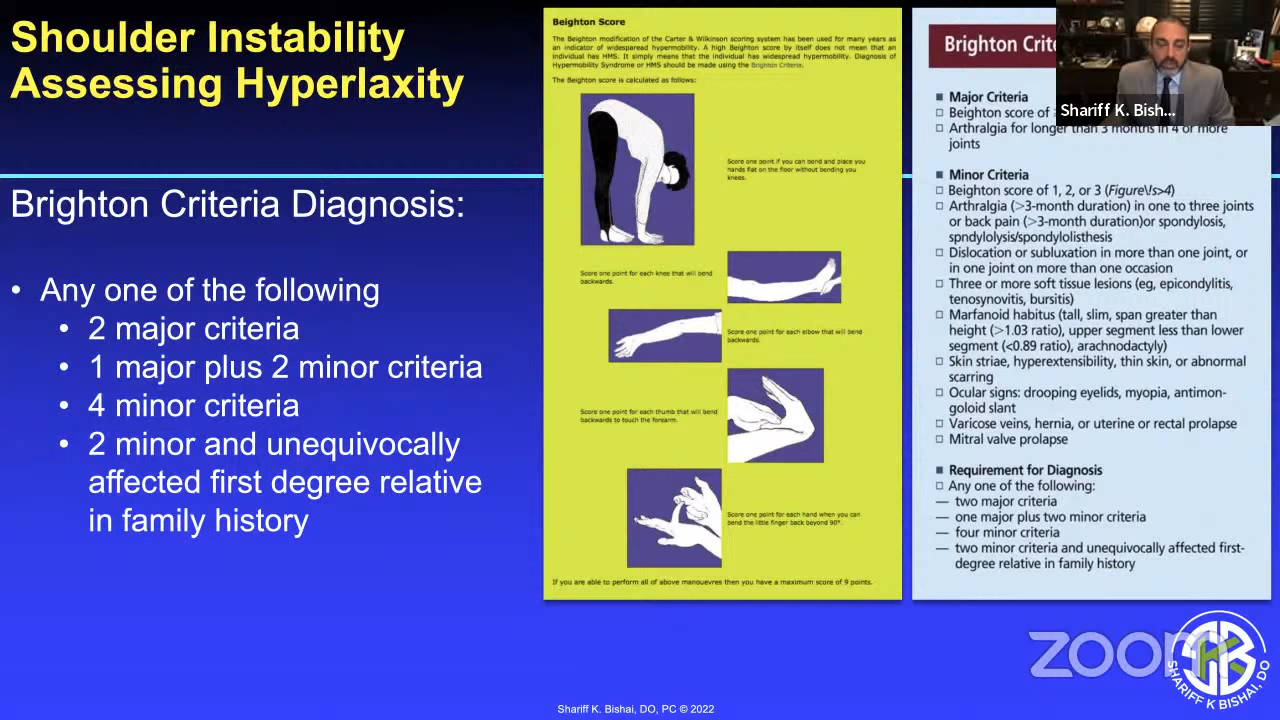 Shoulder Instability
Assessing Hyperlaxity
Brighton Criteria Diagnosis:
• Any one of the following
• 2 major criteria
• 1 major plus 2 minor criteria
• 4 minor criteria
• 2 minor and unequivocally
affected first degree relative
in family history
Beighton Score
The Beighton modification of the Carter & Wilkinson scoring system has been used for many years as
an indicator of widespread hypermobility. A high Beighton score by itself does not mean that an
individual has HMS. It simply means that the individual has widespread hypermobility. Diagnosis of
Hypermobility Syndrome or HMS should be made using the Brighton Criteria.
The Beighton score is calculated as follows:
Score one point if you can bend and place you
hands flat on the floor without bending you
knees.
Score one point for each knee that will bend
backwards.
Score one point for each elbow that will bend
backwards.
Score one point for each thumb that will bend
backwards to touch the forearm.
Score one point for each hand when you can
bend the little finger back beyond 90°.
If you are able to perform all of above manouevres then you have a maximum score of 9 points.
Brighton Crite
Major Criteria
Beighton score of
Arthralgia for longer than 3 months in 4 or more
joints
Minor Criteria
Beighton score of 1, 2, or 3 (Figure\ls>4)
Arthralgia (>3-month duration) in one to three joints
or back pain (>3-month duration)or spondylosis,
spndylolysis/spondylolisthesis
Dislocation or subluxation in more than one joint, or
in one joint on more than one occasion
Three or more soft tissue lesions (eg, epicondylitis,
tenosynovitis, bursitis)
Marfanoid habitus (tall, slim, span greater than
height (>1.03 ratio), upper segment less than lower
segment (<0.89 ratio), arachnodactyly)
Skin striae, hyperextensibility, thin skin, or abnormal
scarring
Ocular signs: drooping eyelids, myopia, antimon-
goloid slant
Varicose veins, hernia, or uterine or rectal prolapse
Mitral valve prolapse
Requirement for Diagnosis
Any one of the following:
— two major criteria
— one major plus two minor criteria
— four minor criteria
— two minor criteria and unequivocally affected first-
degree relative in family history
Shariff K. Bish...
zoom
SKB
SHARIFF K BISHAI, DO
Shariff K. Bishai, DO, PC © 2022